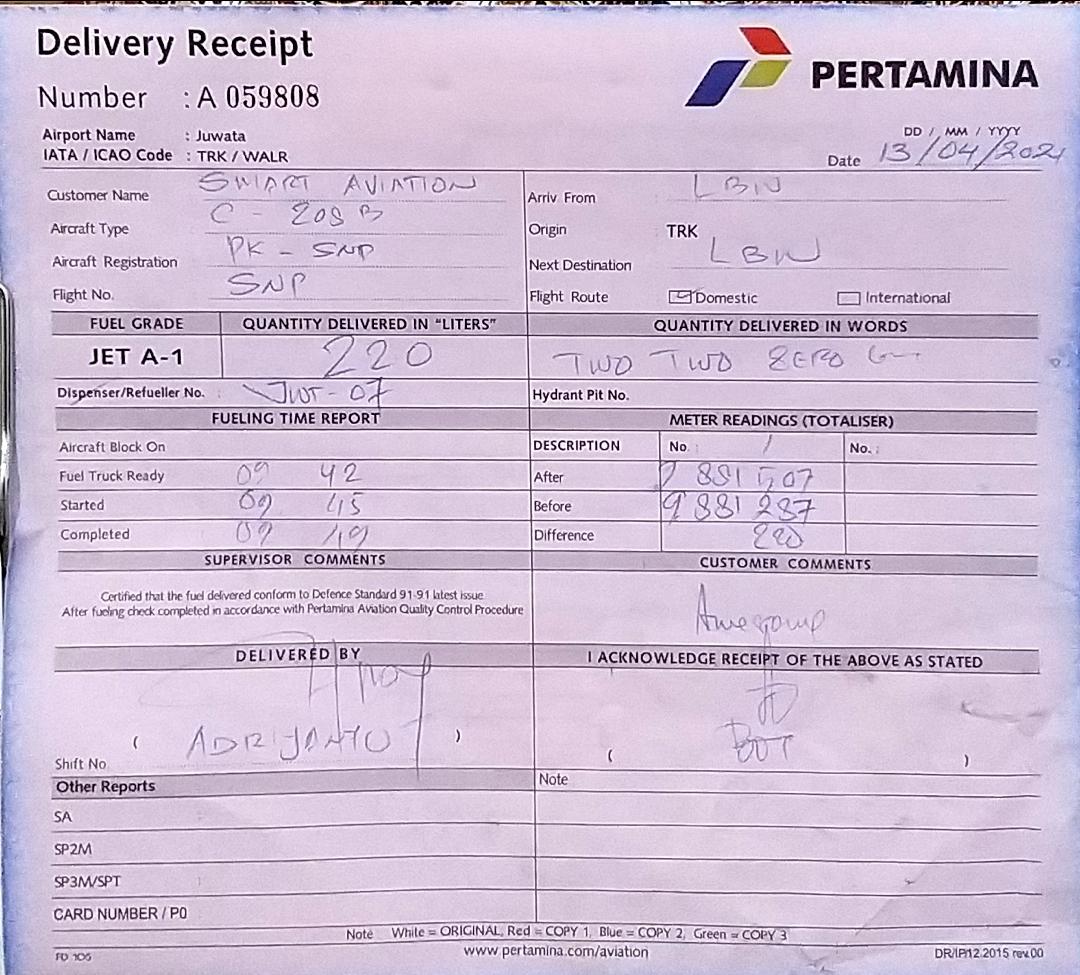 Delivery Receipt
PERTAMINA
Number : A 059808
Airport Name : Juwata
IATA / ICAO Code : TRK / WALR
DD / MM / YYYY
Date 13/04/2021
Customer Name SMART AVIATION
Arriv From LBW
Aircraft Type C - 208 B
Origin TRK
Aircraft Registration PK - SNP
Next Destination LBW
Flight No. SNP
Flight Route Domestic International
FUEL GRADE QUANTITY DELIVERED IN "LITERS" QUANTITY DELIVERED IN WORDS
JET A-1 220 TWO TWO ZERO
Dispenser/Refueller No. : JWT - 07 Hydrant Pit No.
FUELING TIME REPORT METER READINGS (TOTALISER)
Aircraft Block On DESCRIPTION No. : 1 No. :
Fuel Truck Ready 09 42 After 9 881 507
Started 09 45 Before 9 881 287
Completed 09 49 Difference 220
SUPERVISOR COMMENTS CUSTOMER COMMENTS
Certified that the fuel delivered conform to Defence Standard 91-91 latest issue
After fueling check completed in accordance with Pertamina Aviation Quality Control Procedure
Awesome
DELIVERED BY I ACKNOWLEDGE RECEIPT OF THE ABOVE AS STATED
( ADRIJANTO ) ( )
Shift No
Other Reports Note
SA
SP2M
SP3M/SPT
CARD NUMBER / PO
Note White = ORIGINAL, Red = COPY 1, Blue = COPY 2, Green = COPY 3
FD 106 www.pertamina.com/aviation DR/IP/12.2015 rev.00